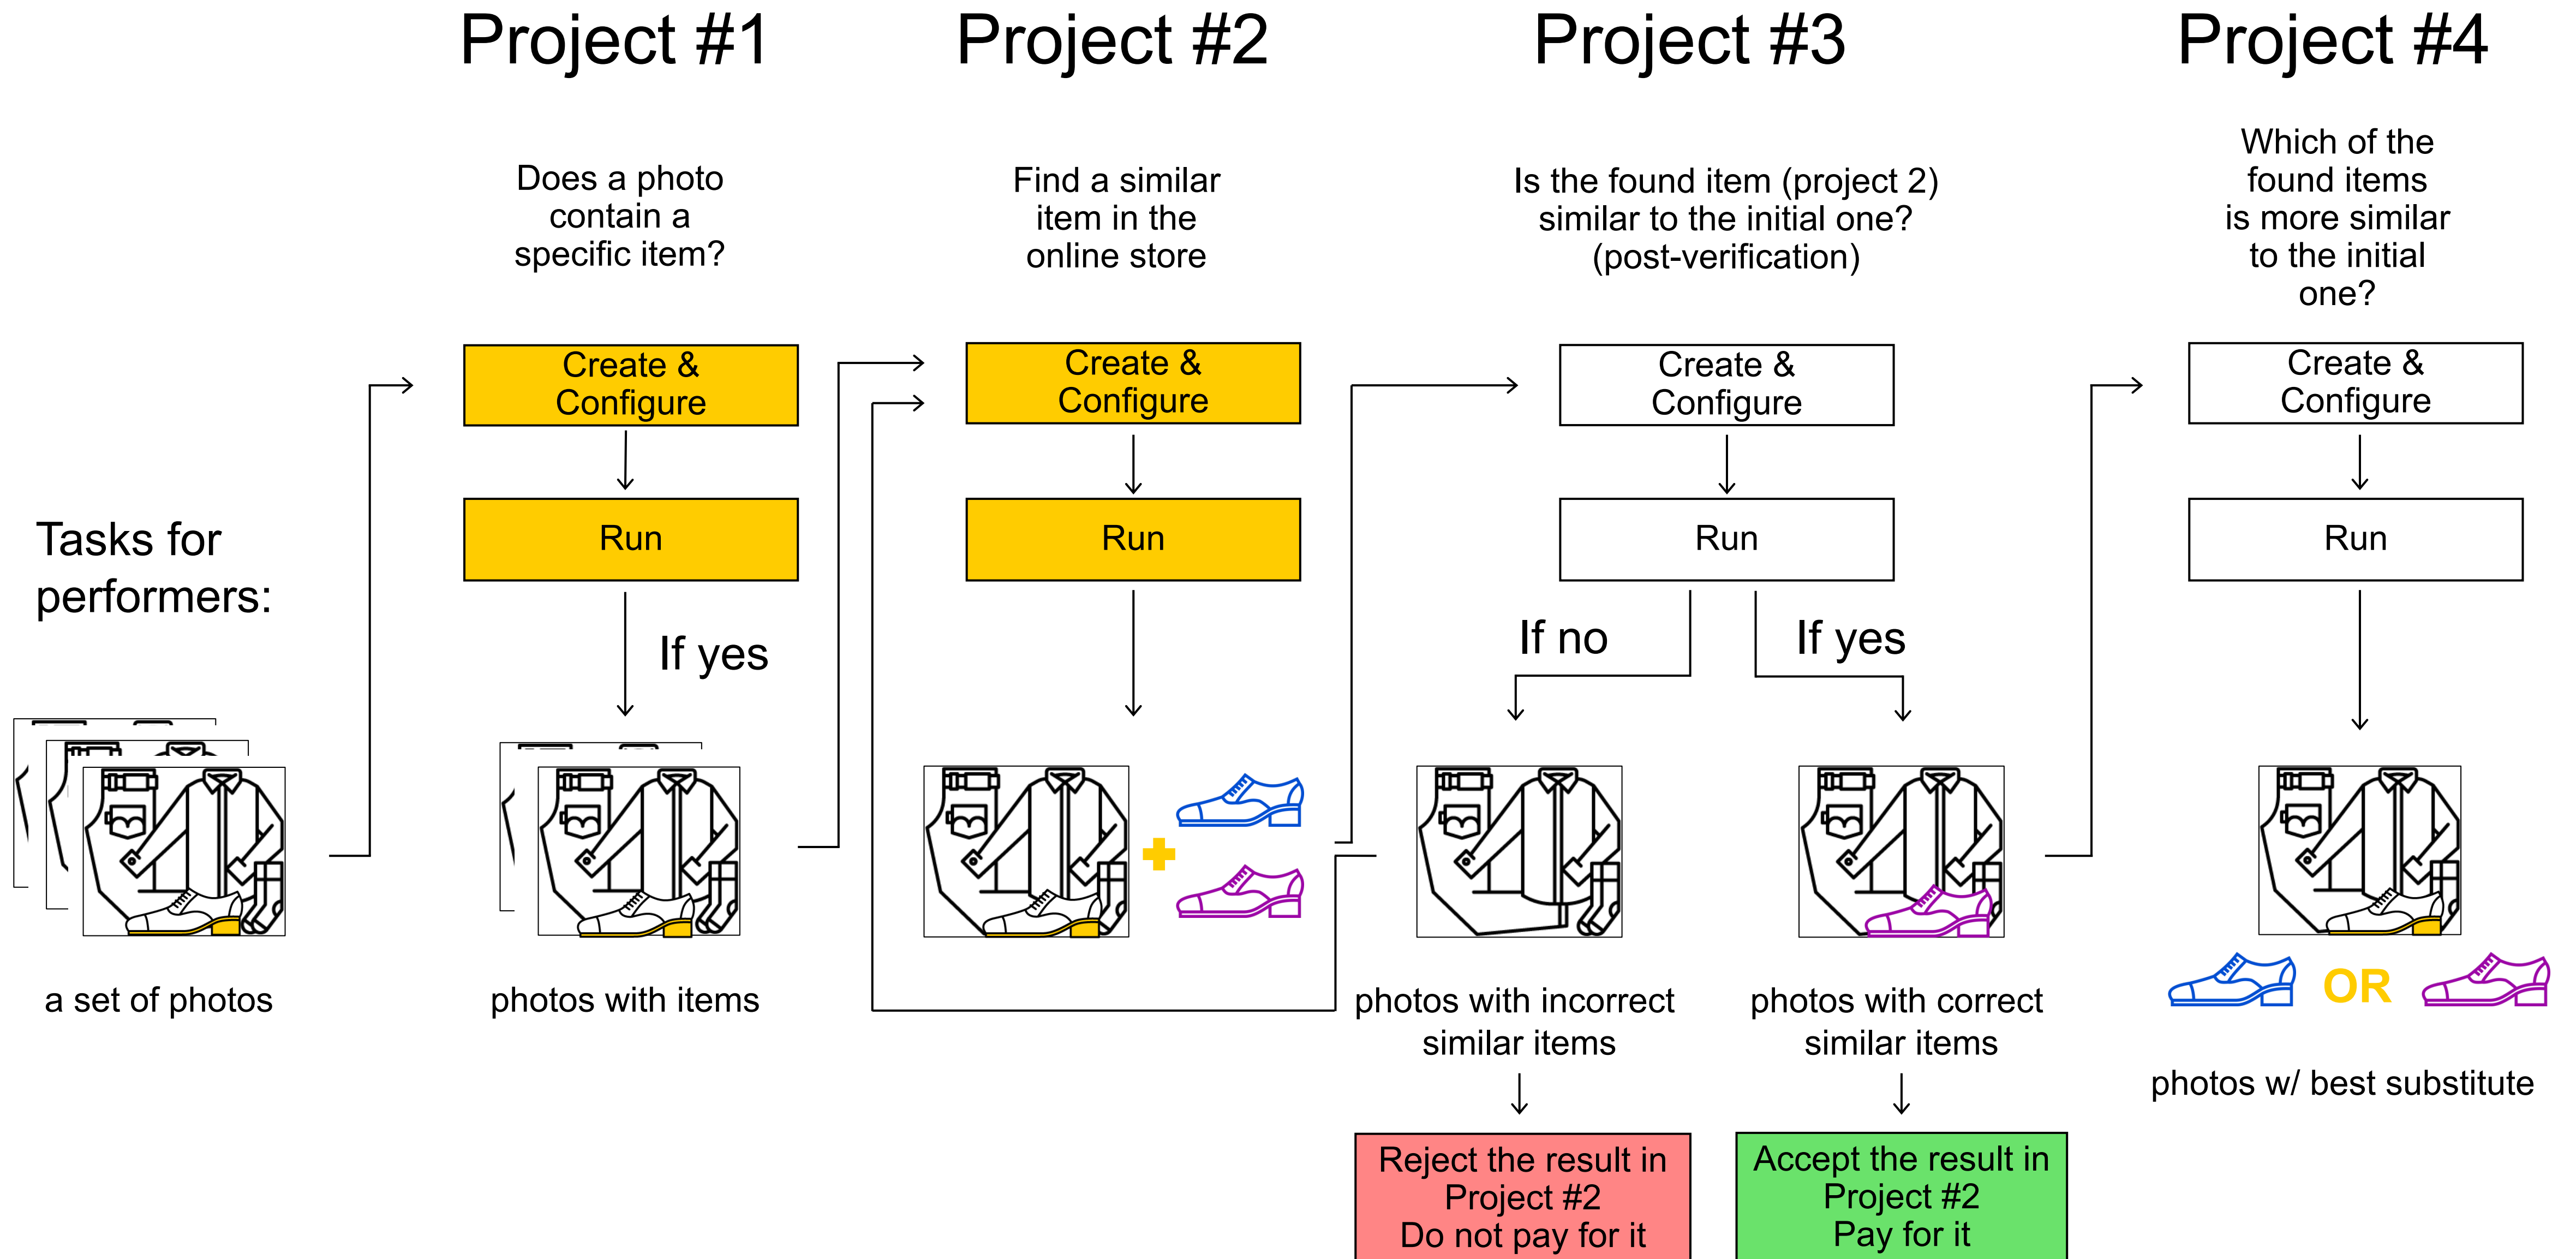 Project #1
Project #2
Project #3
Project #4
Does a photo
contain a
specific item?
Find a similar
item in the
online store
Is the found item (project 2)
similar to the initial one?
(post-verification)
Which of the
found items
is more similar
to the initial
one?
Create &
Configure
Create &
Configure
Create &
Configure
Create &
Configure
Run
Run
Run
Run
Tasks for
performers:
If yes
If no
If yes
a set of photos
photos with items
photos with incorrect
similar items
photos with correct
similar items
OR
photos w/ best substitute
Reject the result in
Project #2
Do not pay for it
Accept the result in
Project #2
Pay for it